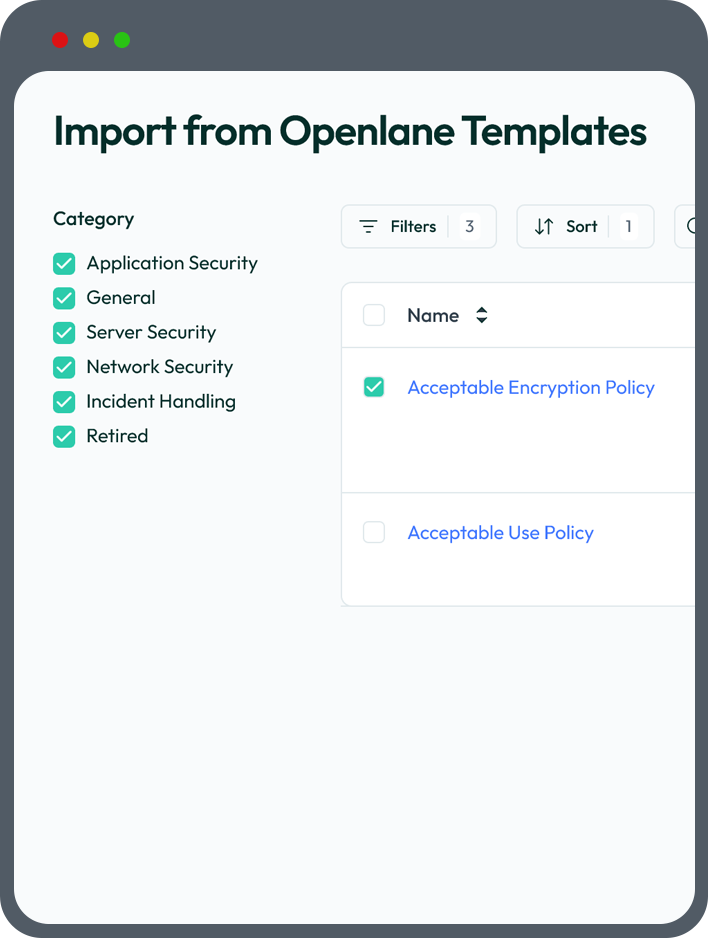 Import from Openlane Templates
Category
Application Security
General
Server Security
Network Security
Incident Handling
Retired
Filters 3
Sort 1
Name
Acceptable Encryption Policy
Acceptable Use Policy